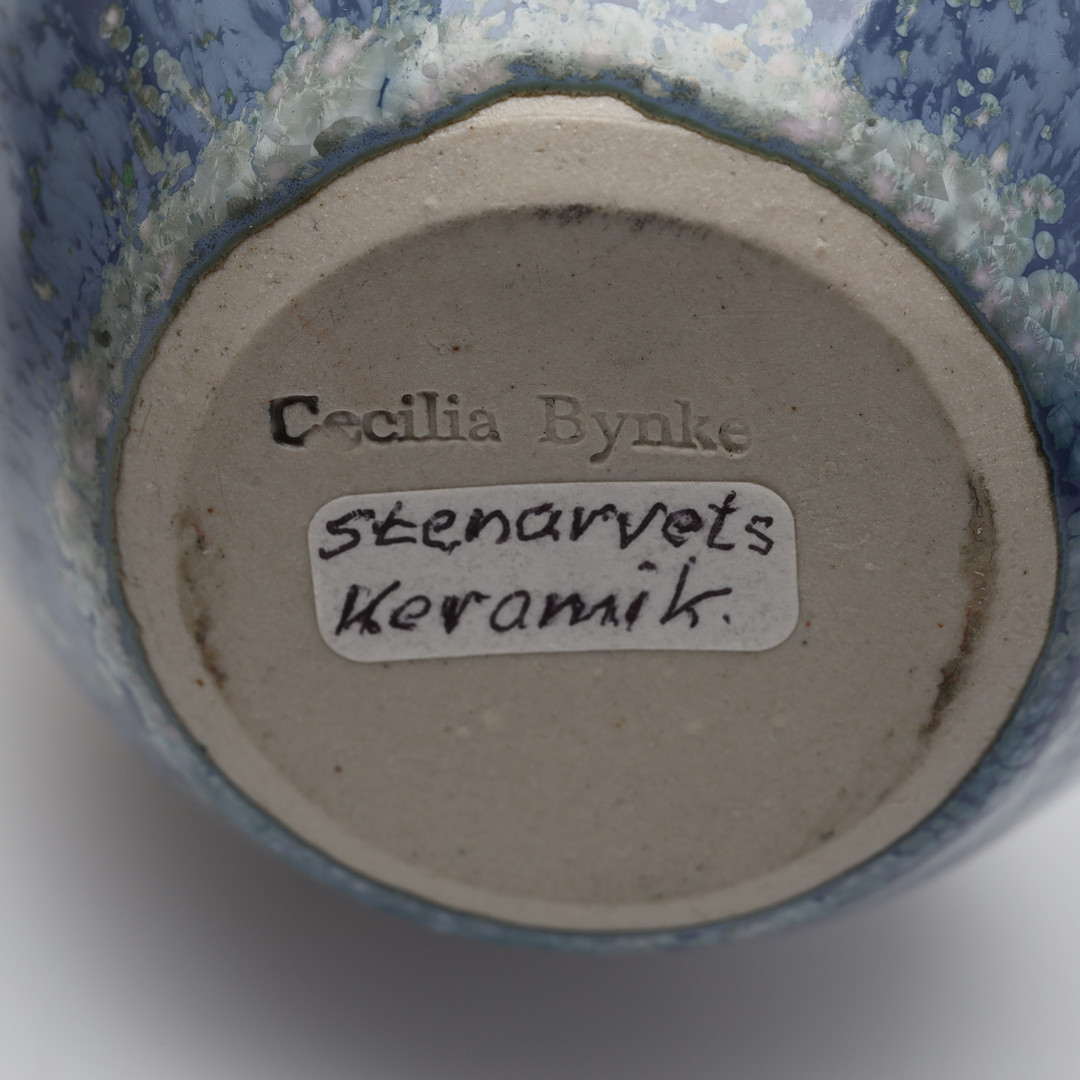 Cecilia Bynke
Stenarvets
Keramik.